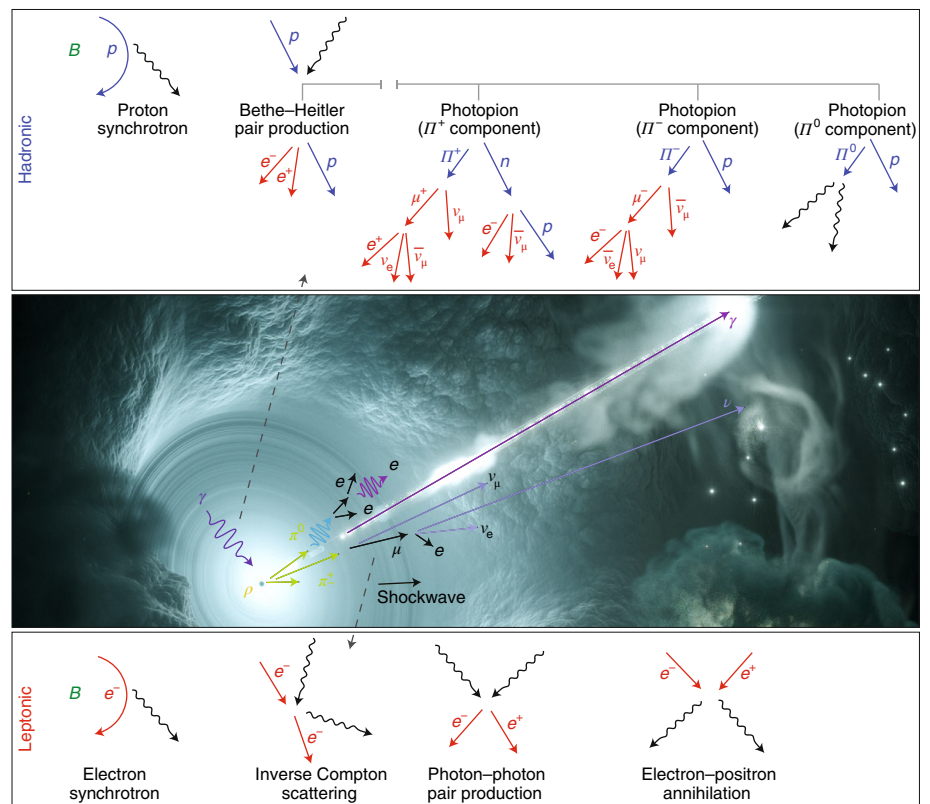 Hadronic
B p
p
Proton
synchrotron
Bethe–Heitler
pair production
Photopion
(Π⁺ component)
Photopion
(Π⁻ component)
Photopion
(Π⁰ component)
e⁻ e⁺ p
Π⁺ n
Π⁻ p
Π⁰ p
μ⁺ ν_μ
e⁻ ν̅_μ p
μ⁻ ν̅_μ
e⁺ ν_e ν̅_μ
e⁻ ν̅_e ν_μ
γ
ν
e e
e
γ
π⁰
ν_μ
ν_e
μ e
π±
ρ
Shockwave
Leptonic
B e⁻
e⁻
e⁻
e⁻ e⁺
e⁻ e⁺
Electron
synchrotron
Inverse Compton
scattering
Photon–photon
pair production
Electron–positron
annihilation